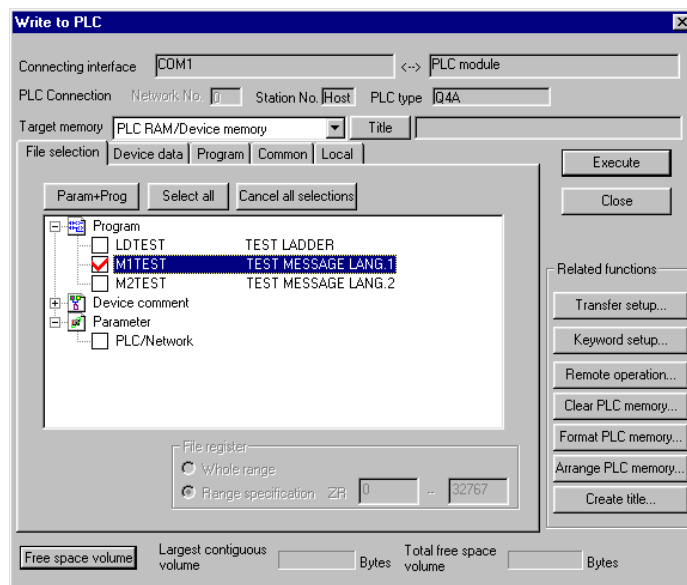 Write to PLC
Connecting interface COM1 <--> PLC module
PLC Connection Network No. 0 Station No. Host PLC type Q4A
Target memory PLC RAM/Device memory Title
File selection Device data Program Common Local
Execute
Param+Prog Select all Cancel all selections
Close
Program
LDTEST TEST LADDER
M1TEST TEST MESSAGE LANG.1
M2TEST TEST MESSAGE LANG.2
Device comment
Parameter
PLC/Network
Related functions
Transfer setup...
Keyword setup...
Remote operation...
Clear PLC memory...
Format PLC memory...
Arrange PLC memory...
Create title...
File register
Whole range
Range specification ZR 0 -- 32767
Free space volume
Largest contiguous
volume Bytes
Total free space
volume Bytes